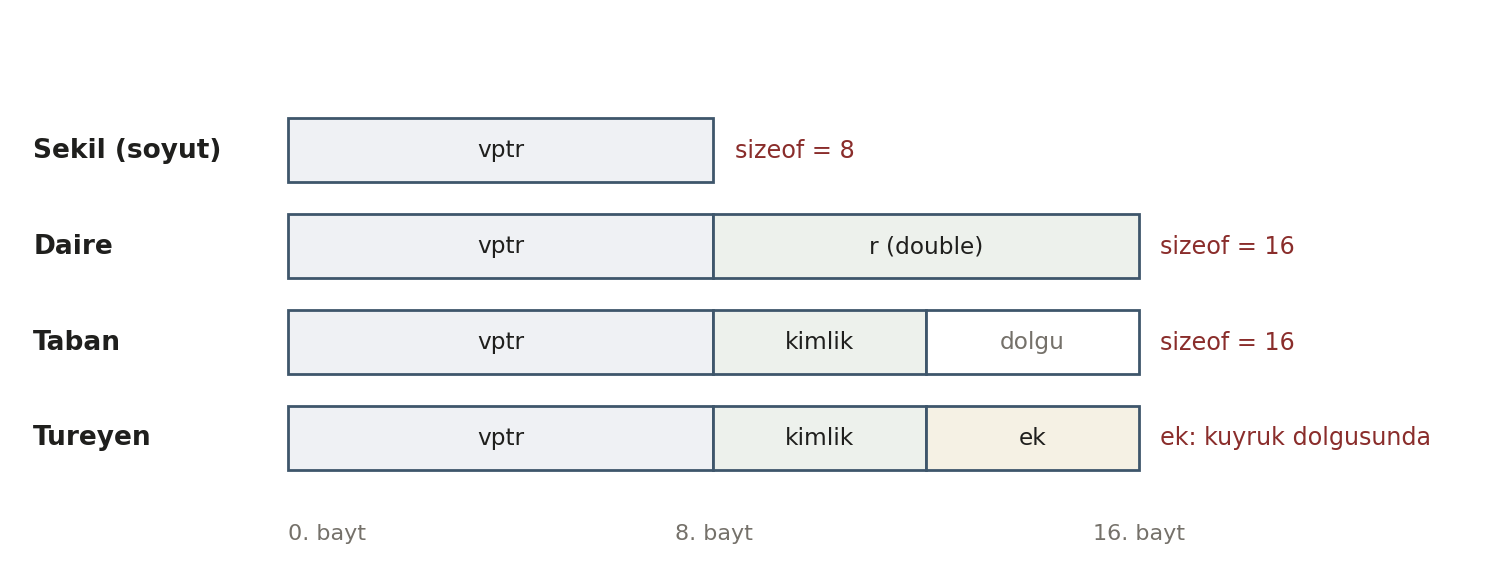 Sekil (soyut) vptr sizeof = 8
Daire vptr r (double) sizeof = 16
Taban vptr kimlik dolgu sizeof = 16
Tureyen vptr kimlik ek ek: kuyruk dolgusunda
0. bayt 8. bayt 16. bayt